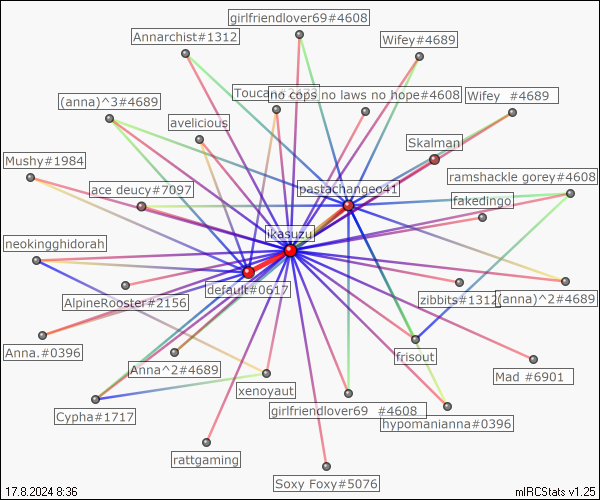 girlfriendlover69#4608
Annarchist#1312
Wifey#4689
no cops no laws no hope#4608
Wifey #4689
(anna)^3#4689
avelicious
Skalman
Mushy#1984
ramshackle gorey#4608
ace deucy#7097
pastachangeo41
fakedingo
ikasuzu
neokingghidorah
default#0617
AlpineRooster#2156
zibbits#1312
(anna)^2#4689
Anna.#0396
frisout
Anna^2#4689
Mad #6901
xenoyaut
Cypha#1717
girlfriendlover69 #4608
hypomanianna#0396
rattgaming
Soxy Foxy#5076
17.8.2024 8:36
mIRCStats v1.25